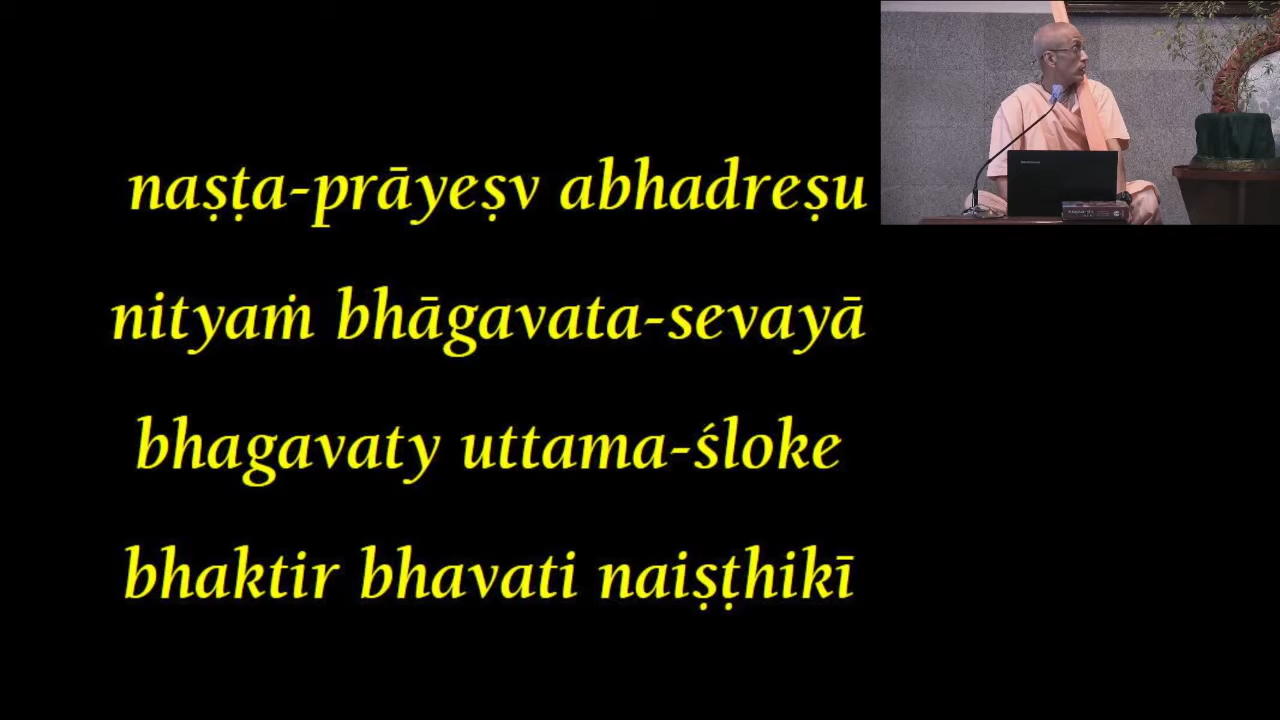 naṣṭa-prāyeṣv abhadreṣu
nityaṁ bhāgavata-sevayā
bhagavaty uttama-śloke
bhaktir bhavati naiṣṭhikī